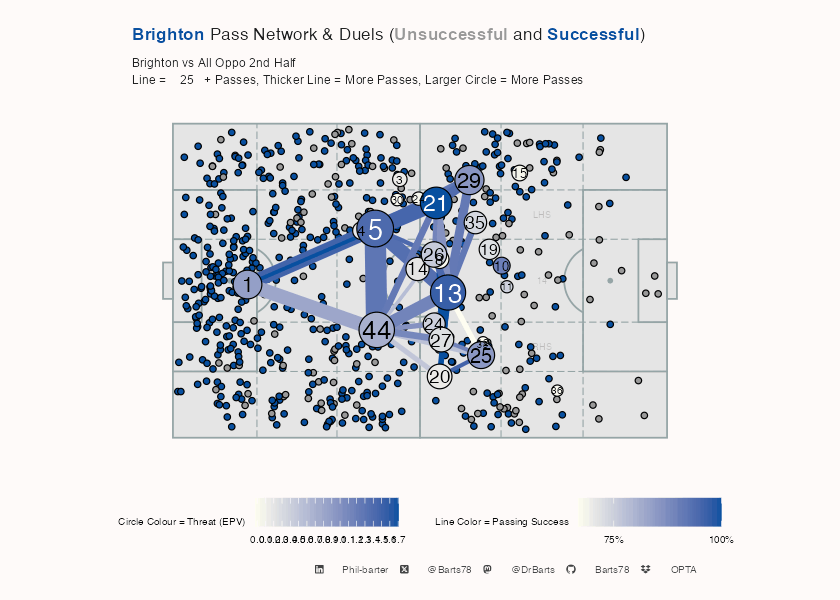 Brighton Pass Network & Duels (Unsuccessful and Successful)
Brighton vs All Oppo 2nd Half
Line = 25 + Passes, Thicker Line = More Passes, Larger Circle = More Passes
3
15
29
30
21
LHS
5
35
26
19
14
10
1
11
14
13
24
44
27
RHS
25
20
36
Circle Colour = Threat (EPV)
Line Color = Passing Success
75%
100%
Phil-barter
@Barts78
@DrBarts
Barts78
OPTA